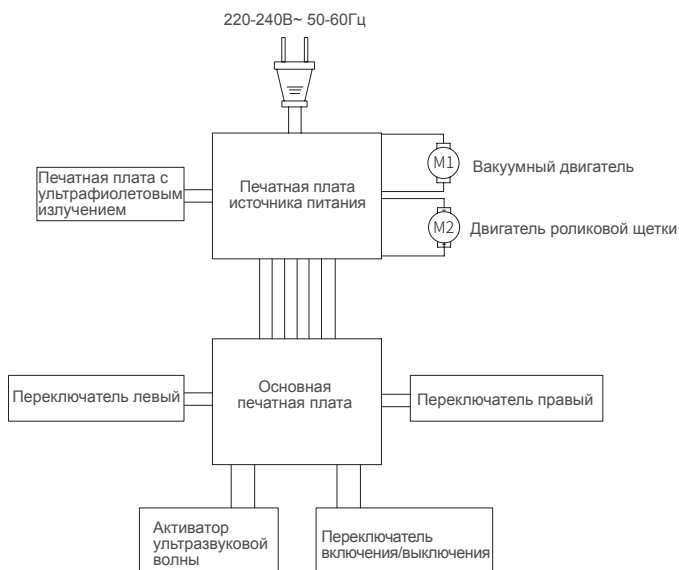 220-240В~ 50-60Гц
Печатная плата с
ультрафиолетовым
излучением
Печатная плата
источника питания
M1
Вакуумный двигатель
M2
Двигатель роликовой щетки
Переключатель левый
Основная
печатная плата
Переключатель правый
Активатор
ультразвуковой
волны
Переключатель
включения/выключения